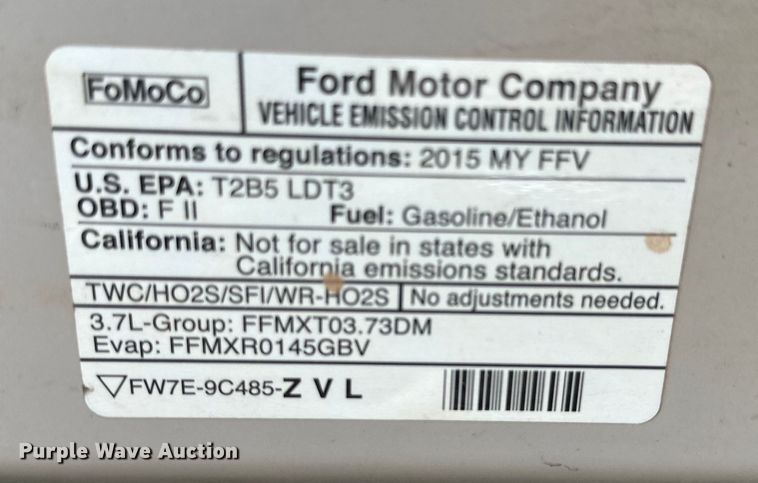 FoMoCo
Ford Motor Company
VEHICLE EMISSION CONTROL INFORMATION
Conforms to regulations: 2015 MY FFV
U.S. EPA: T2B5 LDT3
OBD: F II Fuel: Gasoline/Ethanol
California: Not for sale in states with
California emissions standards.
TWC/HO2S/SFI/WR-HO2S No adjustments needed.
3.7L-Group: FFMXT03.73DM
Evap: FFMXR0145GBV
FW7E-9C485-Z V L
Purple Wave Auction